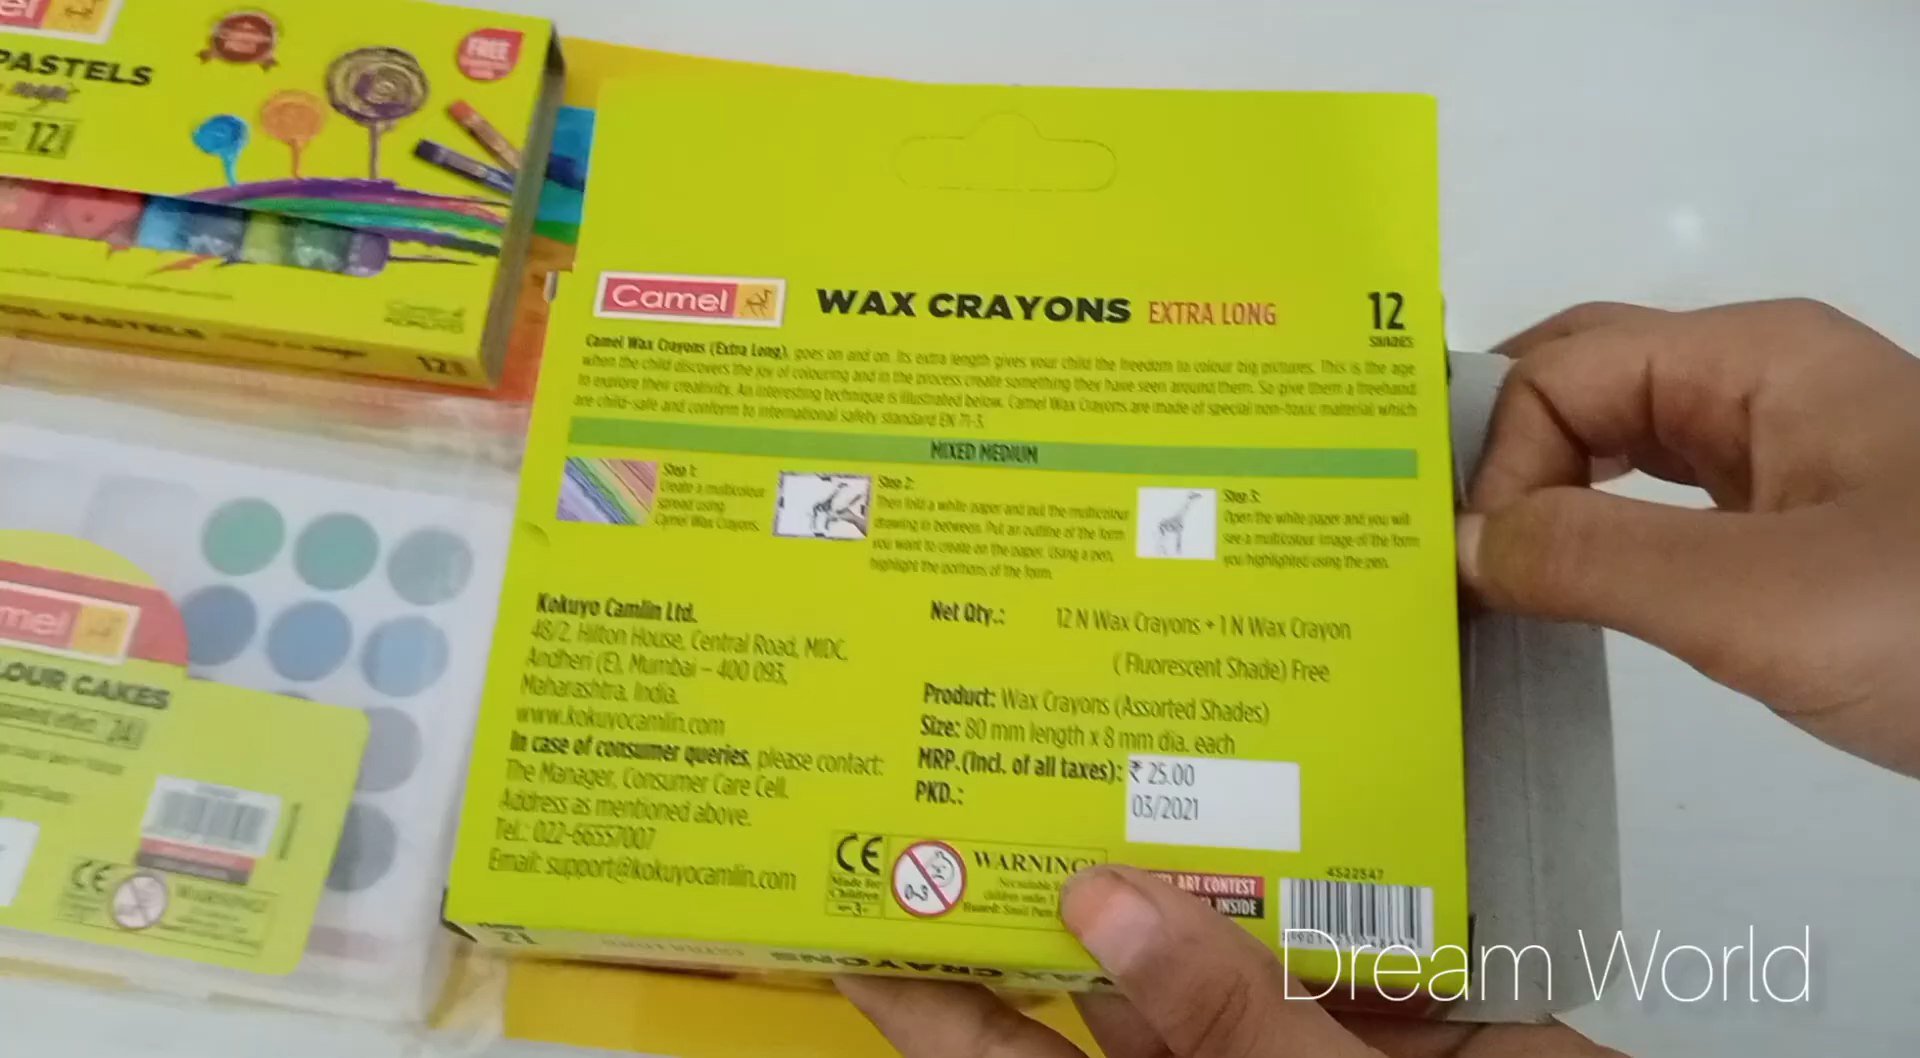 PASTELS
FREE
12
OIL PASTELS
12
Camel
WAX CRAYONS EXTRA LONG
12
SHADES
Camel Wax Crayons (Extra Long), goes on and on. Its extra length gives your child the freedom to colour big pictures. This is the age
when the child discovers the joy of colouring and in the process create something they have seen around them. So give them a freehand
to explore their creativity. An interesting technique is illustrated below. Camel Wax Crayons are made of special non-toxic material which
are child-safe and conform to international safety standard EN 71-3.
MIXED MEDIUM
Step 1:
Create a multicolour
spread using
Camel Wax Crayons.
Step 2:
Then fold a white paper and put the multicolour
drawing in between. Put an outline of the form
you want to create on the paper. Using a pen,
highlight the portions of the form.
Step 3:
Open the white paper and you will
see a multicolour image of the form
you highlighted using the pen.
Kokuyo Camlin Ltd.
48/2, Hilton House, Central Road, MIDC,
Andheri (E), Mumbai – 400 093,
Maharashtra, India.
www.kokuyocamlin.com
In case of consumer queries, please contact:
The Manager, Consumer Care Cell.
Address as mentioned above.
Tel.: 022-66557007
Email: support@kokuyocamlin.com
Net Qty.: 12 N Wax Crayons + 1 N Wax Crayon
( Fluorescent Shade) Free
Product: Wax Crayons (Assorted Shades)
Size: 80 mm length x 8 mm dia. each
MRP.(Incl. of all taxes): ₹ 25.00
PKD.: 03/2021
CE
Made for
Children
3+
0-3
WARNING!
ART CONTEST
INSIDE
4522547
12
WAX CRAYONS
mel
LOUR CAKES
24
CE
WARNING!
Dream World